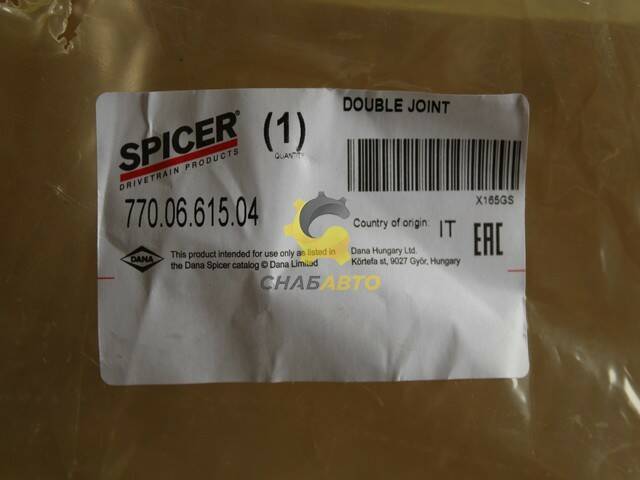 DOUBLE JOINT
SPICER®
DRIVETRAIN PRODUCTS
(1)
QUANTITY
X165GS
770.06.615.04
Country of origin: IT
EAC
DANA
This product intended for use only as listed in
the Dana Spicer catalog © Dana Limited
Dana Hungary Ltd.
Körtefa st, 9027 Győr, Hungary
СНАБАВТО